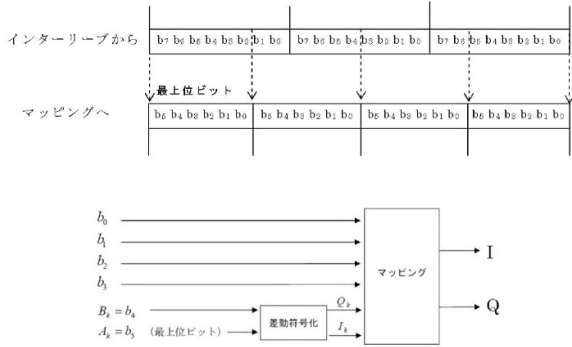 インターリーブから b7 b6 b5 b4 b3 b2 b1 b0 b7 b6 b5 b4 b3 b2 b1 b0 b7 b6 b5 b4 b3 b2 b1 b0
最上位ビット
マッピングへ b5 b4 b3 b2 b1 b0 b5 b4 b3 b2 b1 b0 b5 b4 b3 b2 b1 b0 b5 b4 b3 b2 b1 b0
b0
b1
b2
b3
Bk = b4
Ak = b5 (最上位ビット)
差動符号化
Qk
Ik
マッピング
I
Q